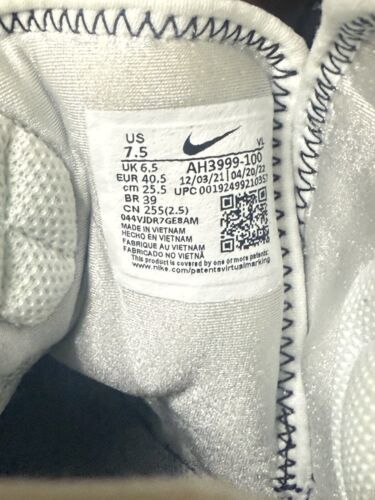 US
7.5
VL
UK 6.5
AH3999-100
EUR 40.5
12/03/21 | 04/20/22
cm 25.5
UPC
BR 39
CN 255(2.5)
044VJDR7GE8AM
MADE IN VIETNAM
HECHO EN VIETNAM
FABRIQUE AU VIETNAM
FABRICADO NO VIETNÃ
This product is covered by one or more patents.
www.nike.com/patentsvirtualmarking